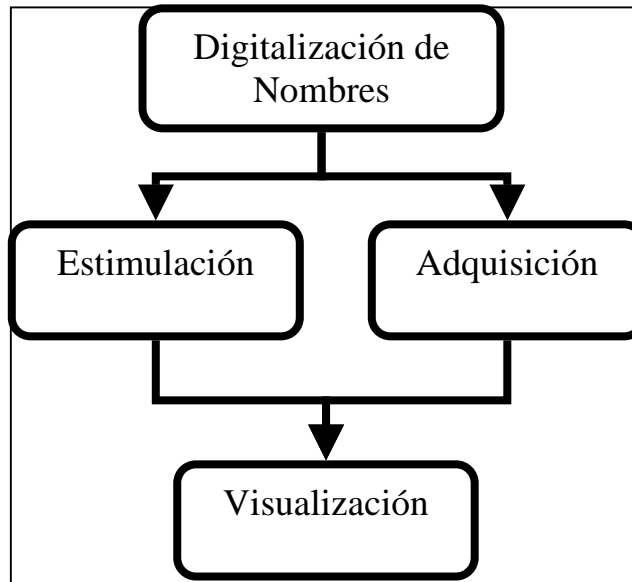 Digitalización de
Nombres
Estimulación
Adquisición
Visualización